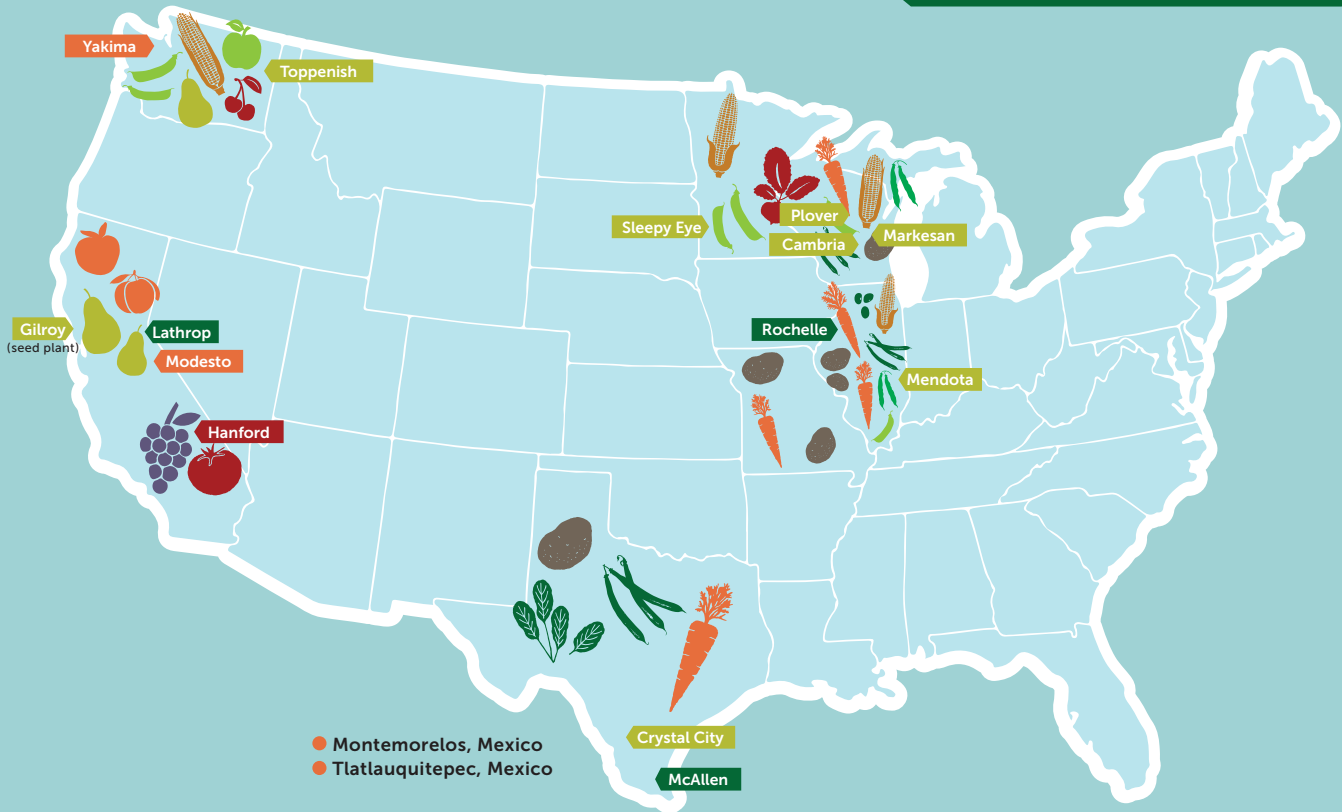 Yakima
Toppenish
Sleepy Eye
Plover
Cambria
Markesan
Gilroy
(seed plant)
Lathrop
Modesto
Rochelle
Mendota
Hanford
Crystal City
McAllen
Montemorelos, Mexico
Tlatlauquitepec, Mexico